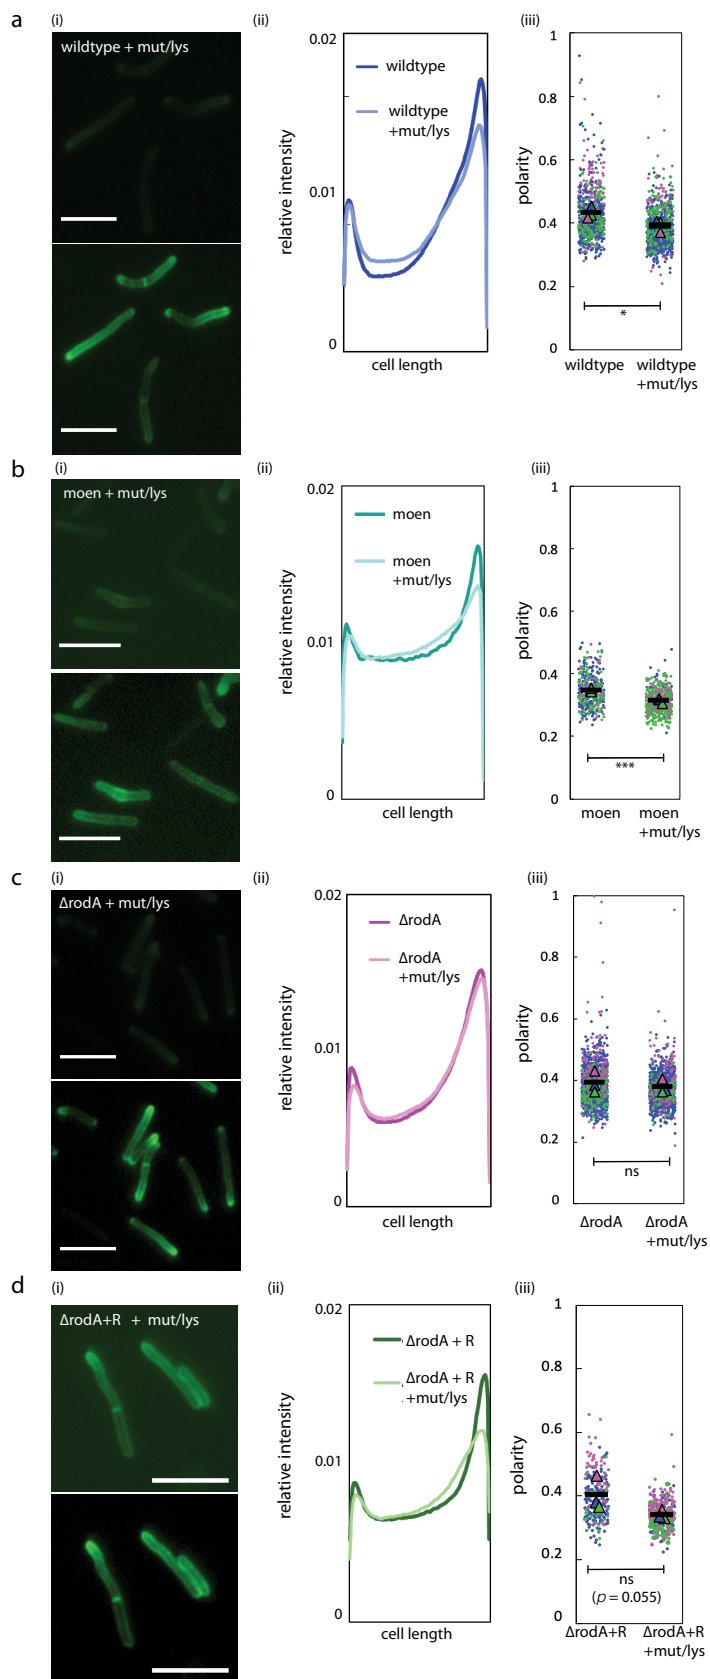 a
(i)
(ii)
(iii)
wildtype + mut/lys
0.02
0.01
0
relative intensity
wildtype
wildtype
+mut/lys
cell length
1
0.8
0.6
0.4
0.2
0
polarity
*
wildtype
wildtype
+mut/lys
b
(i)
(ii)
(iii)
moen + mut/lys
0.02
0.01
0
relative intensity
moen
moen
+mut/lys
cell length
1
0.8
0.6
0.4
0.2
0
polarity
***
moen
moen
+mut/lys
c
(i)
(ii)
(iii)
ΔrodA + mut/lys
0.02
0.01
0
relative intensity
ΔrodA
ΔrodA
+mut/lys
cell length
1
0.8
0.6
0.4
0.2
0
polarity
ns
ΔrodA
ΔrodA
+mut/lys
d
(i)
(ii)
(iii)
ΔrodA+R + mut/lys
0.02
0.01
0
relative intensity
ΔrodA + R
ΔrodA + R
+mut/lys
cell length
1
0.8
0.6
0.4
0.2
0
polarity
ns
(p = 0.055)
ΔrodA+R
ΔrodA+R
+mut/lys